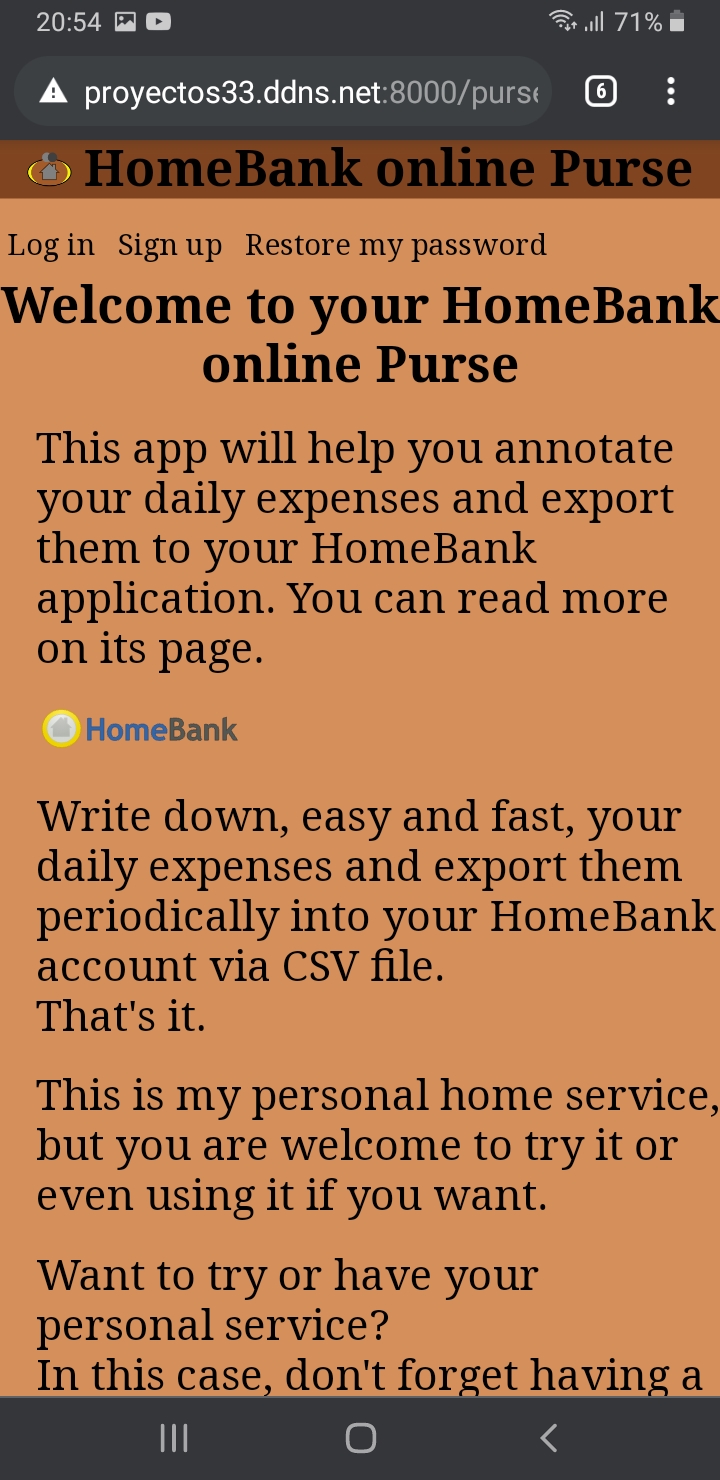 20:54 71%
proyectos33.ddns.net:8000/purse
6
HomeBank online Purse
Log in Sign up Restore my password
Welcome to your HomeBank
online Purse
This app will help you annotate
your daily expenses and export
them to your HomeBank
application. You can read more
on its page.
HomeBank
Write down, easy and fast, your
daily expenses and export them
periodically into your HomeBank
account via CSV file.
That's it.
This is my personal home service,
but you are welcome to try it or
even using it if you want.
Want to try or have your
personal service?
In this case, don't forget having a